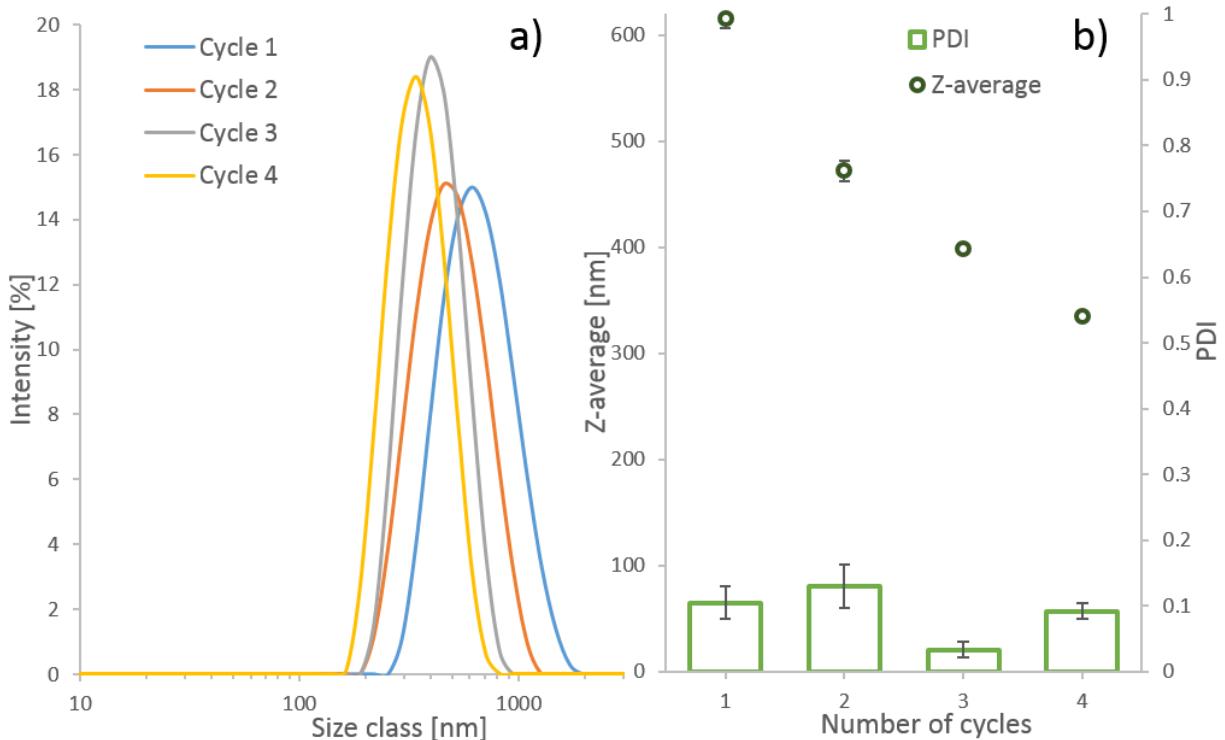 a)
Cycle 1
Cycle 2
Cycle 3
Cycle 4
Intensity [%]
20
18
16
14
12
10
8
6
4
2
0
10
100
1000
Size class [nm]
b)
PDI
Z-average
Z-average [nm]
600
500
400
300
200
100
0
1
0.9
0.8
0.7
0.6
0.5
0.4
0.3
0.2
0.1
0
PDI
1
2
3
4
Number of cycles